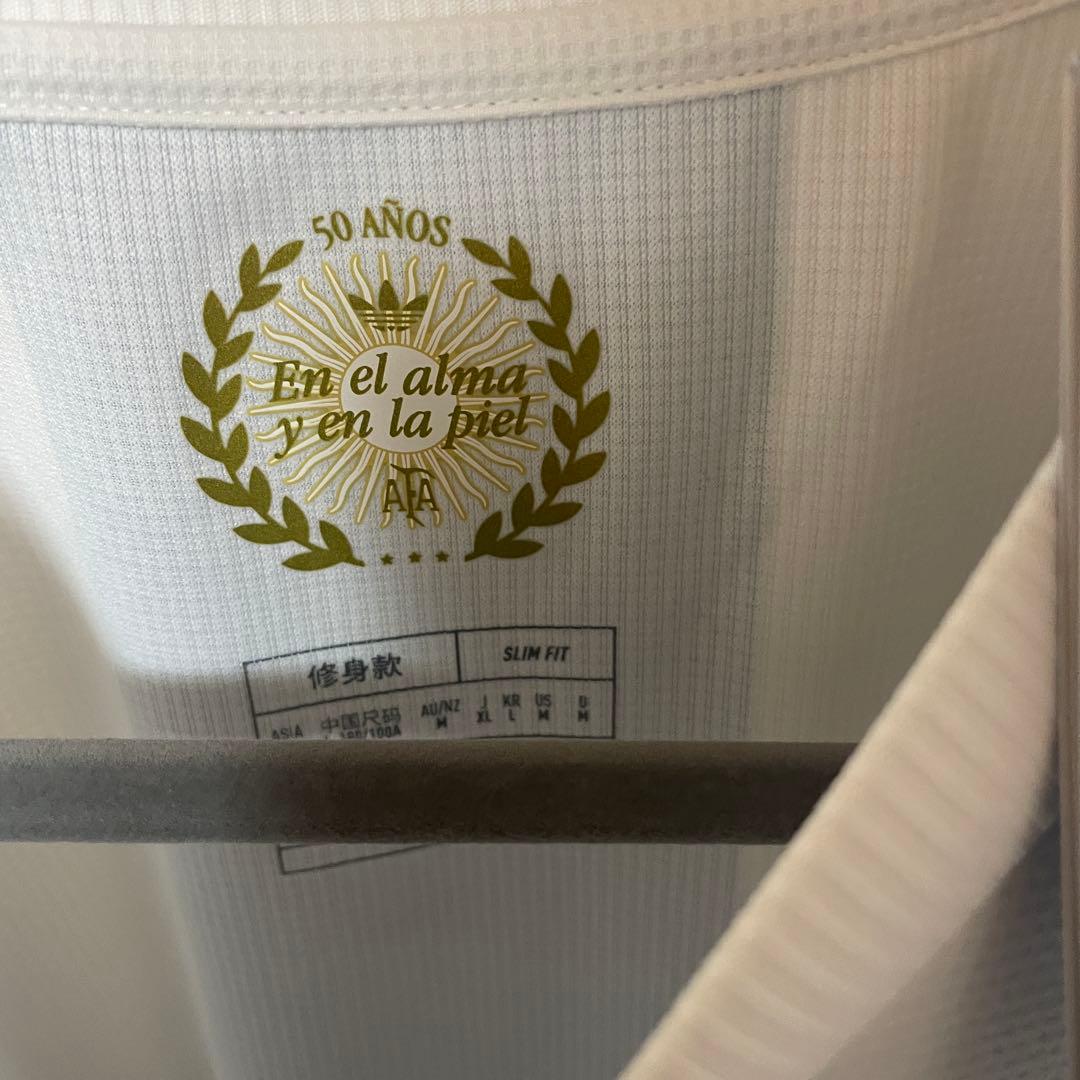 50 AÑOS
En el alma
y en la piel
AFA
修身款 SLIM FIT
ASIA 中国尺码 AU/NZ J KR US
M XL L M M